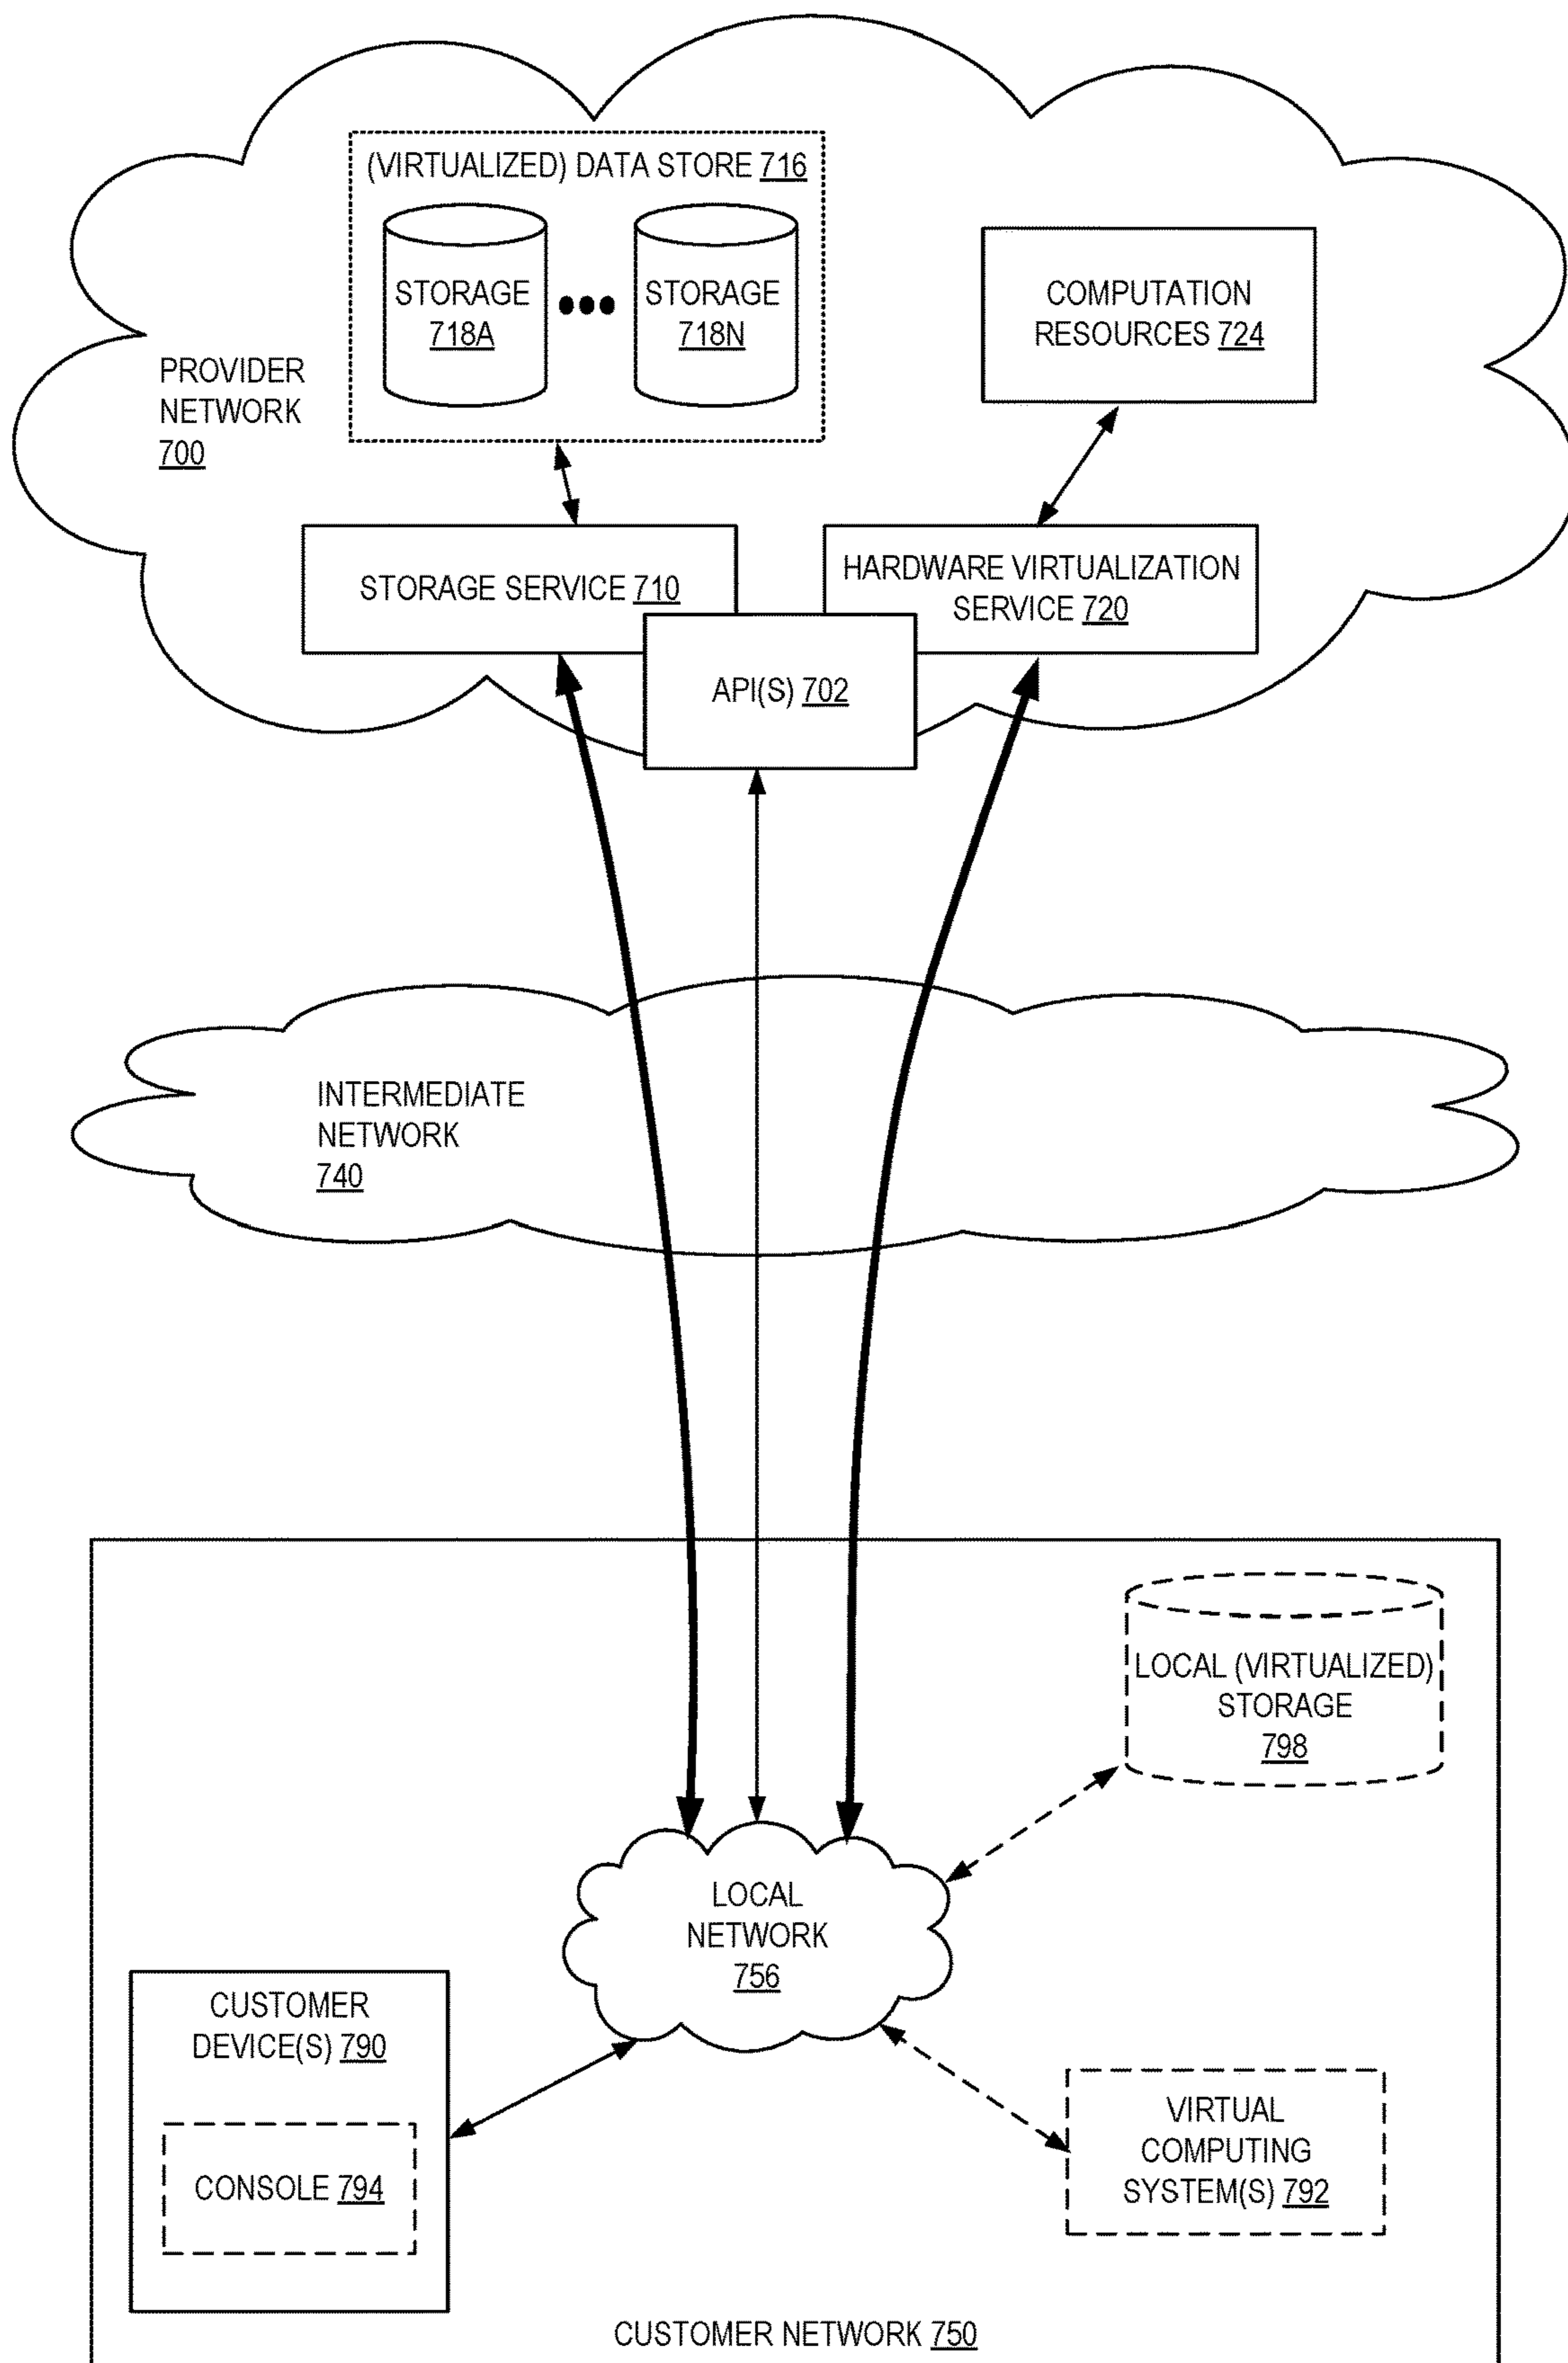 (VIRTUALIZED) DATA STORE 716
STORAGE
718A
STORAGE
718N
COMPUTATION
RESOURCES 724
PROVIDER
NETWORK
700
STORAGE SERVICE 710
HARDWARE VIRTUALIZATION
SERVICE 720
API(S) 702
INTERMEDIATE
NETWORK
740
LOCAL (VIRTUALIZED)
STORAGE
798
LOCAL
NETWORK
756
CUSTOMER
DEVICE(S) 790
CONSOLE 794
VIRTUAL
COMPUTING
SYSTEM(S) 792
CUSTOMER NETWORK 750